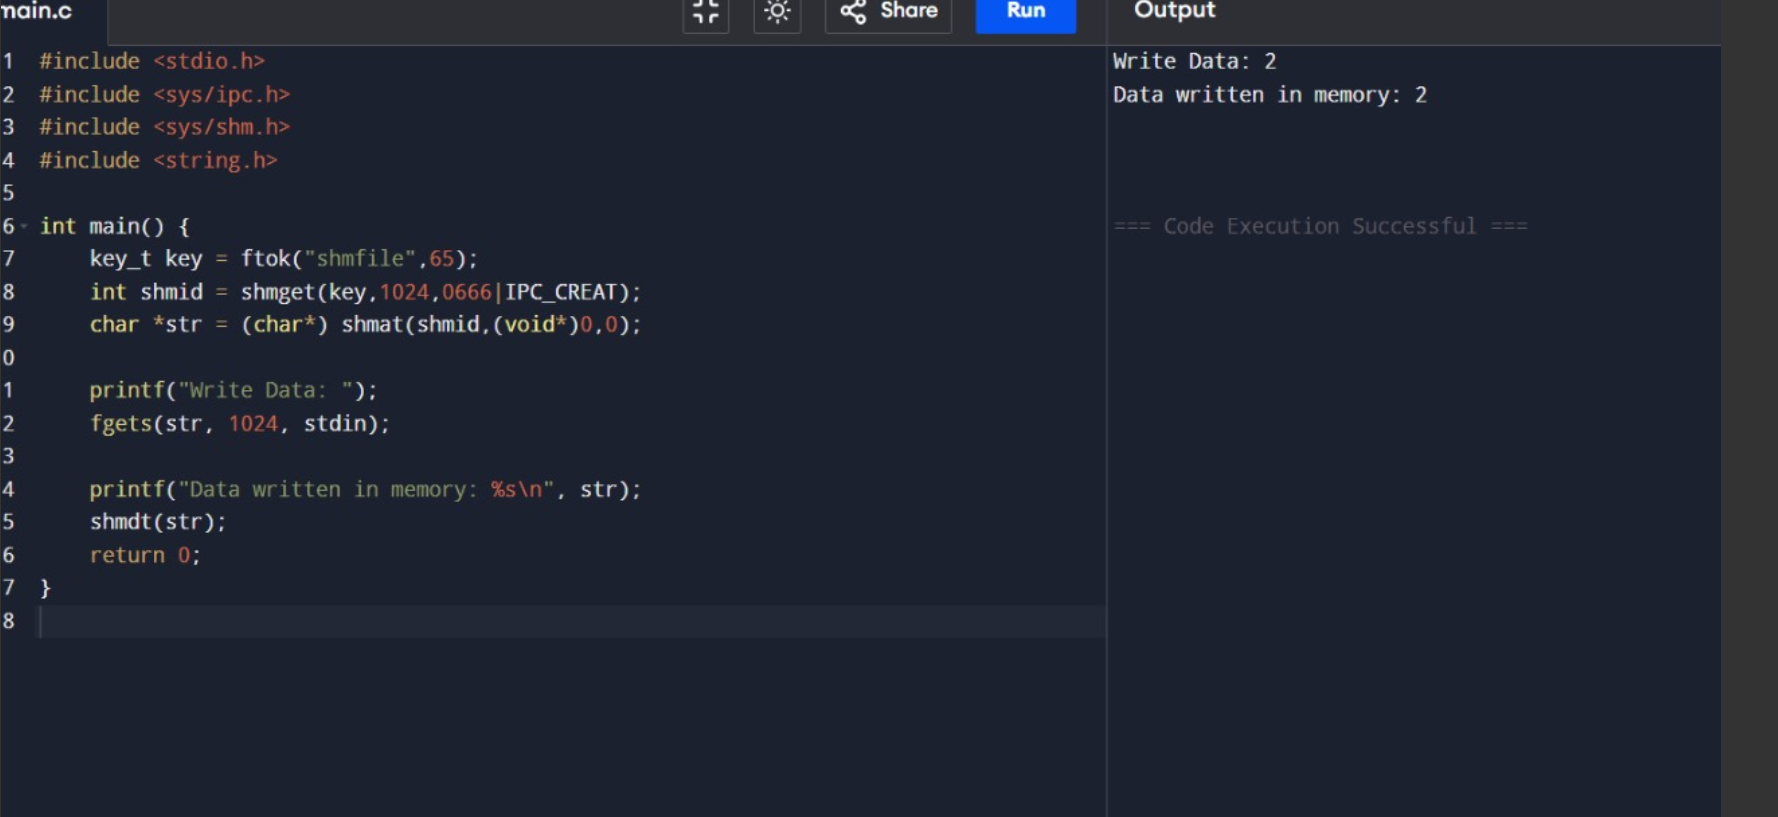 main.c
Share
Run
Output
1 #include <stdio.h>
2 #include <sys/ipc.h>
3 #include <sys/shm.h>
4 #include <string.h>
5
6 int main() {
7     key_t key = ftok("shmfile",65);
8     int shmid = shmget(key,1024,0666|IPC_CREAT);
9     char *str = (char*) shmat(shmid,(void*)0,0);
0
1     printf("Write Data: ");
2     fgets(str, 1024, stdin);
3
4     printf("Data written in memory: %s\n", str);
5     shmdt(str);
6     return 0;
7 }
8
Write Data: 2
Data written in memory: 2
=== Code Execution Successful ===